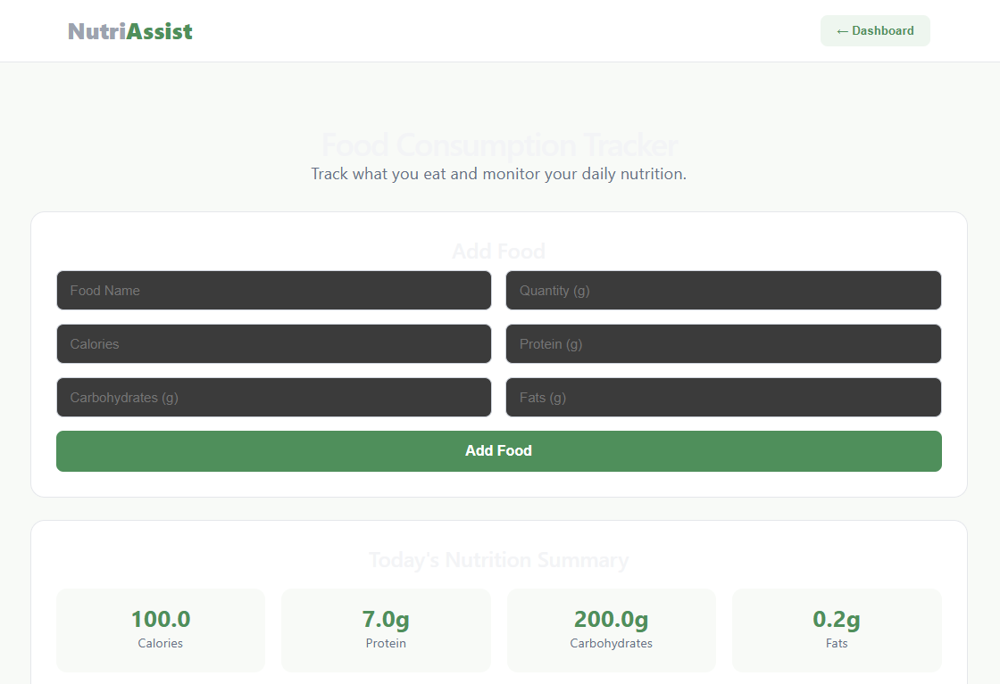 NutriAssist
← Dashboard
Food Consumption Tracker
Track what you eat and monitor your daily nutrition.
Add Food
Food Name
Quantity (g)
Calories
Protein (g)
Carbohydrates (g)
Fats (g)
Add Food
Today's Nutrition Summary
100.0
Calories
7.0g
Protein
200.0g
Carbohydrates
0.2g
Fats